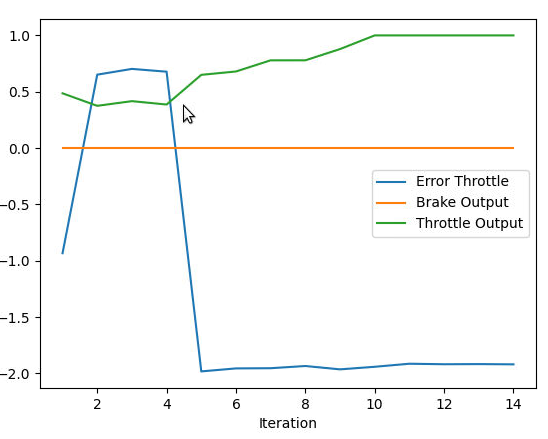 1.0
0.5
0.0
−0.5
−1.0
−1.5
−2.0
Error Throttle
Brake Output
Throttle Output
2 4 6 8 10 12 14
Iteration